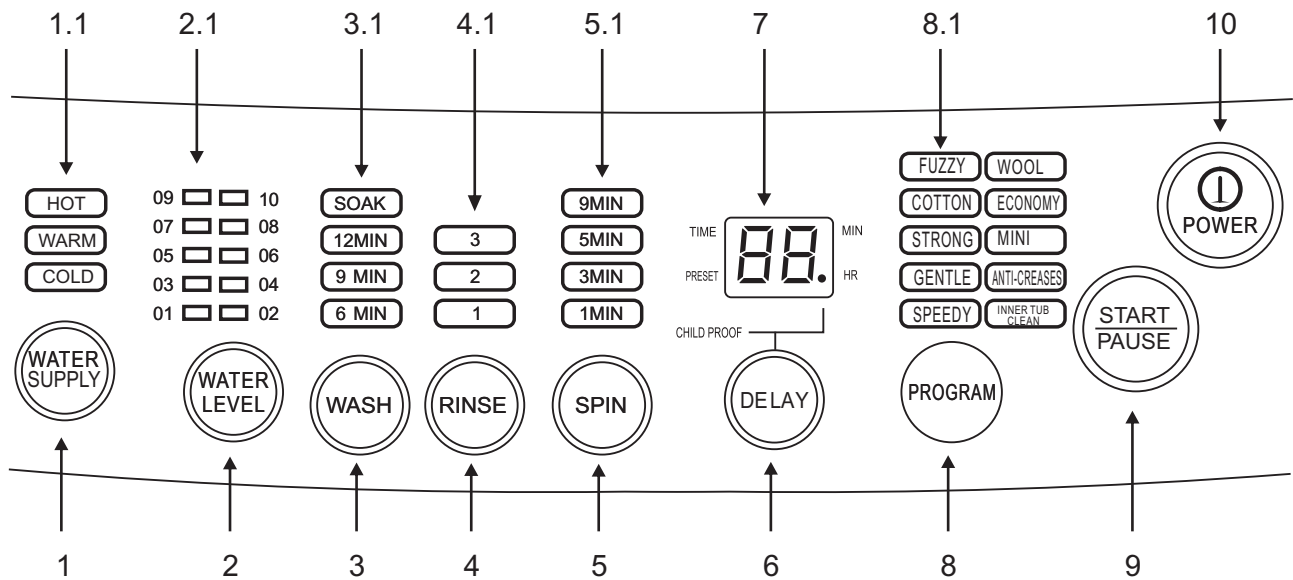 1.1 2.1 3.1 4.1 5.1 7 8.1 10
HOT
WARM
COLD
WATER
SUPPLY
09 10
07 08
05 06
03 04
01 02
WATER
LEVEL
SOAK
12MIN
9 MIN
6 MIN
WASH
3
2
1
RINSE
9MIN
5MIN
3MIN
1MIN
SPIN
TIME 88. MIN
PRESET HR
CHILD PROOF
DELAY
FUZZY WOOL
COTTON ECONOMY
STRONG MINI
GENTLE ANTI-CREASES
SPEEDY INNER TUB
CLEAN
PROGRAM
START
PAUSE
POWER
1 2 3 4 5 6 8 9